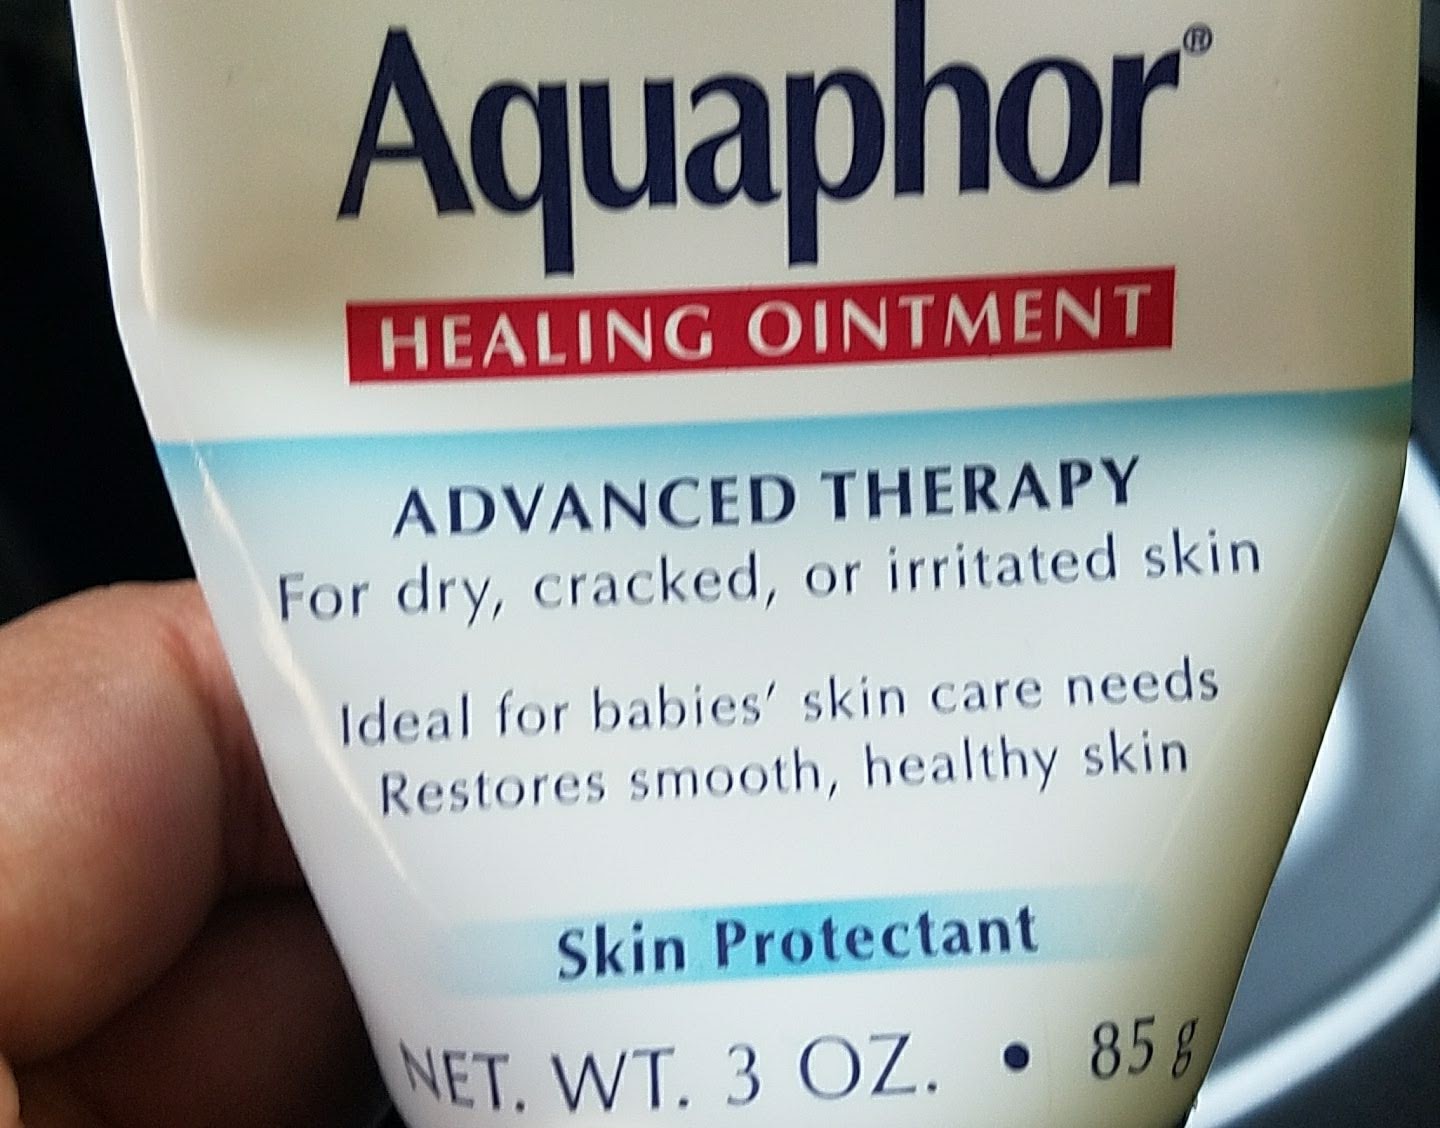 Aquaphor®
HEALING OINTMENT
ADVANCED THERAPY
For dry, cracked, or irritated skin
Ideal for babies' skin care needs
Restores smooth, healthy skin
Skin Protectant
NET. WT. 3 OZ. • 85 g